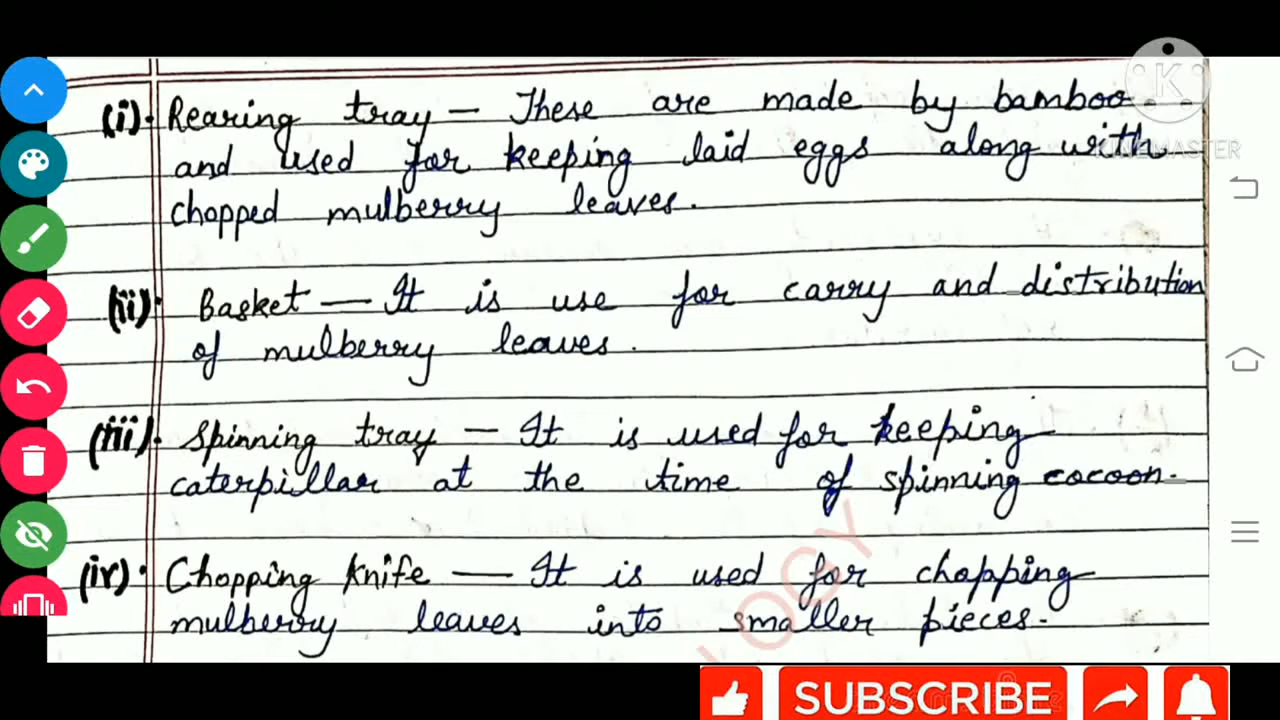 (i). Rearing tray — These are made by bamboo
and used for keeping laid eggs along with
chopped mulberry leaves.
(ii). Basket — It is use for carry and distribution
of mulberry leaves.
(iii). Spinning tray — It is used for keeping
caterpillar at the time of spinning cocoon.
(iv). Chopping knife — It is used for chopping
mulberry leaves into smaller pieces.
K
KINEMASTER
OGY
SUBSCRIBE